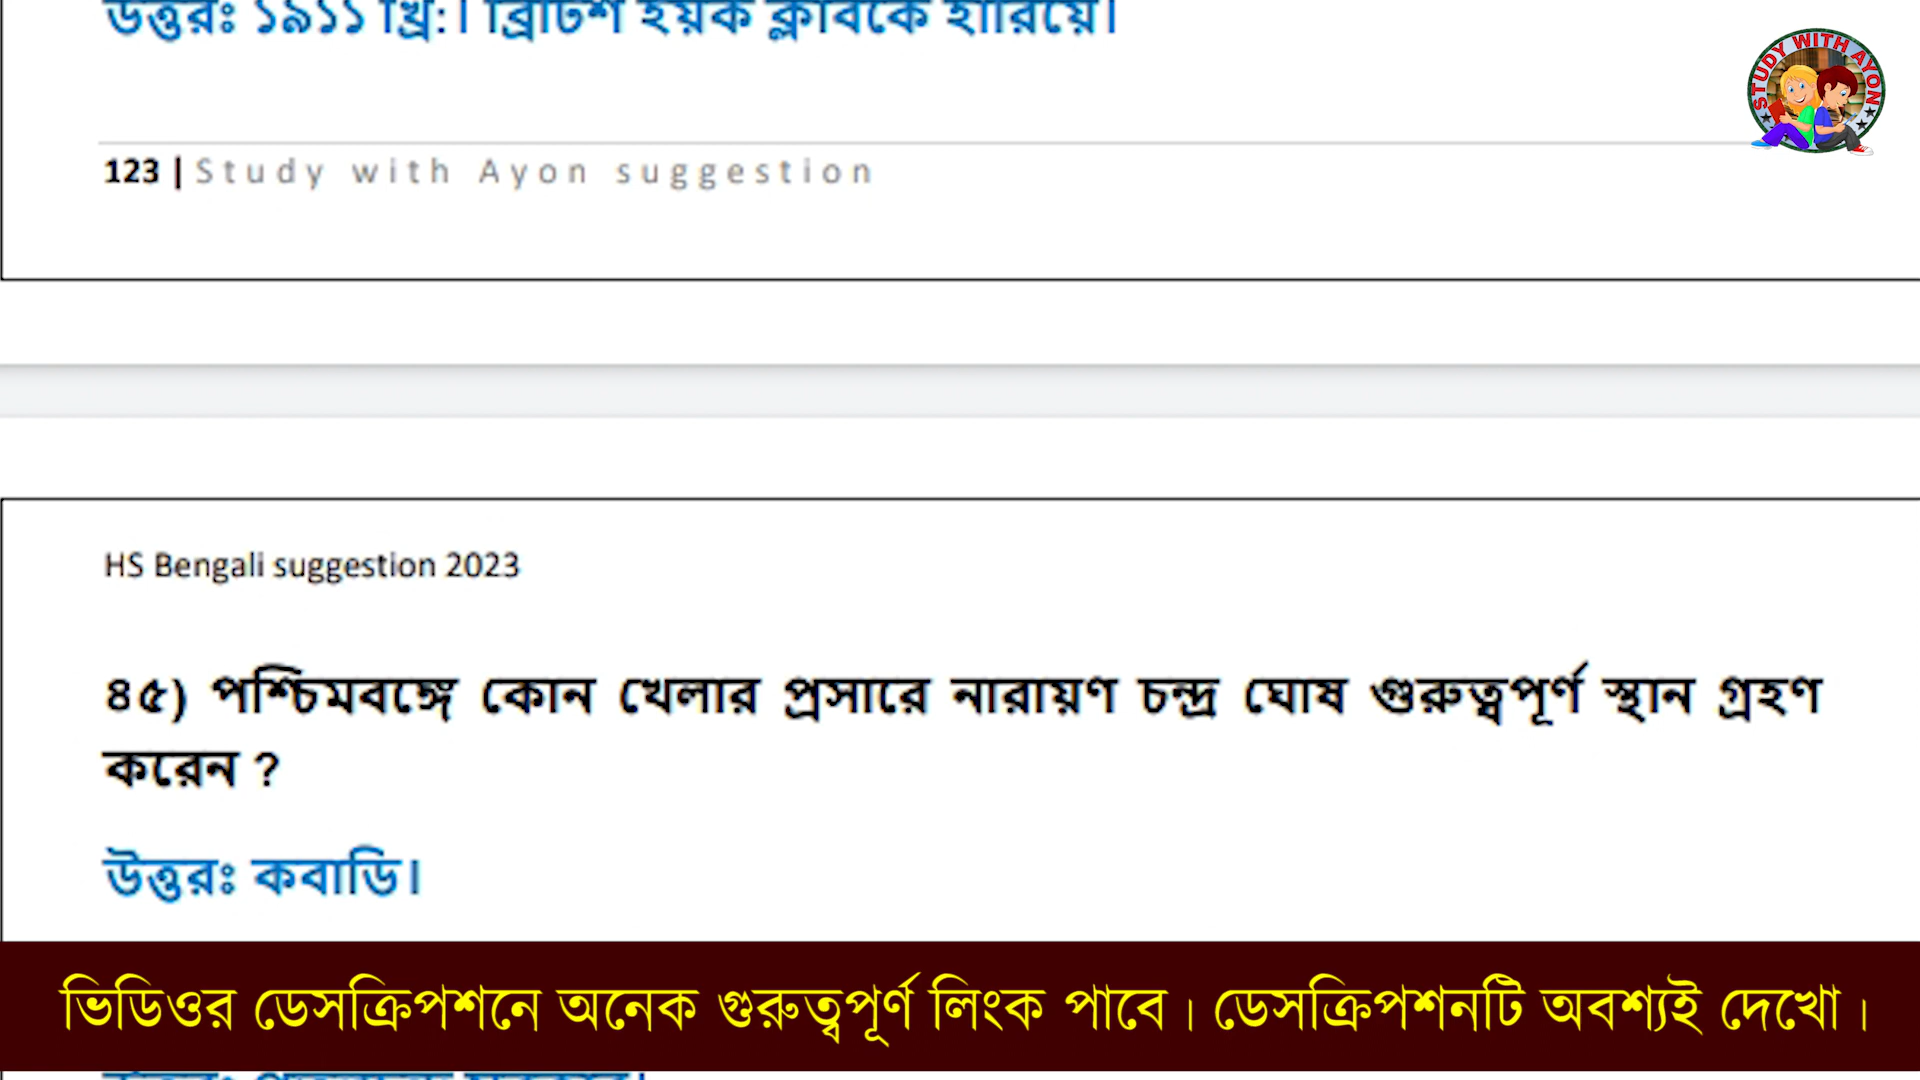 উত্তরঃ ১৯১১ খ্রি:। ব্রিটিশ ইয়র্ক ক্লাবকে হারিয়ে।
STUDY WITH AYON
123 | Study with Ayon suggestion
HS Bengali suggestion 2023
৪৫) পশ্চিমবঙ্গে কোন খেলার প্রসারে নারায়ণ চন্দ্র ঘোষ গুরুত্বপূর্ণ স্থান গ্রহণ
করেন ?
উত্তরঃ কবাডি।
ভিডিওর ডেসক্রিপশনে অনেক গুরুত্বপূর্ণ লিংক পাবে। ডেসক্রিপশনটি অবশ্যই দেখো।